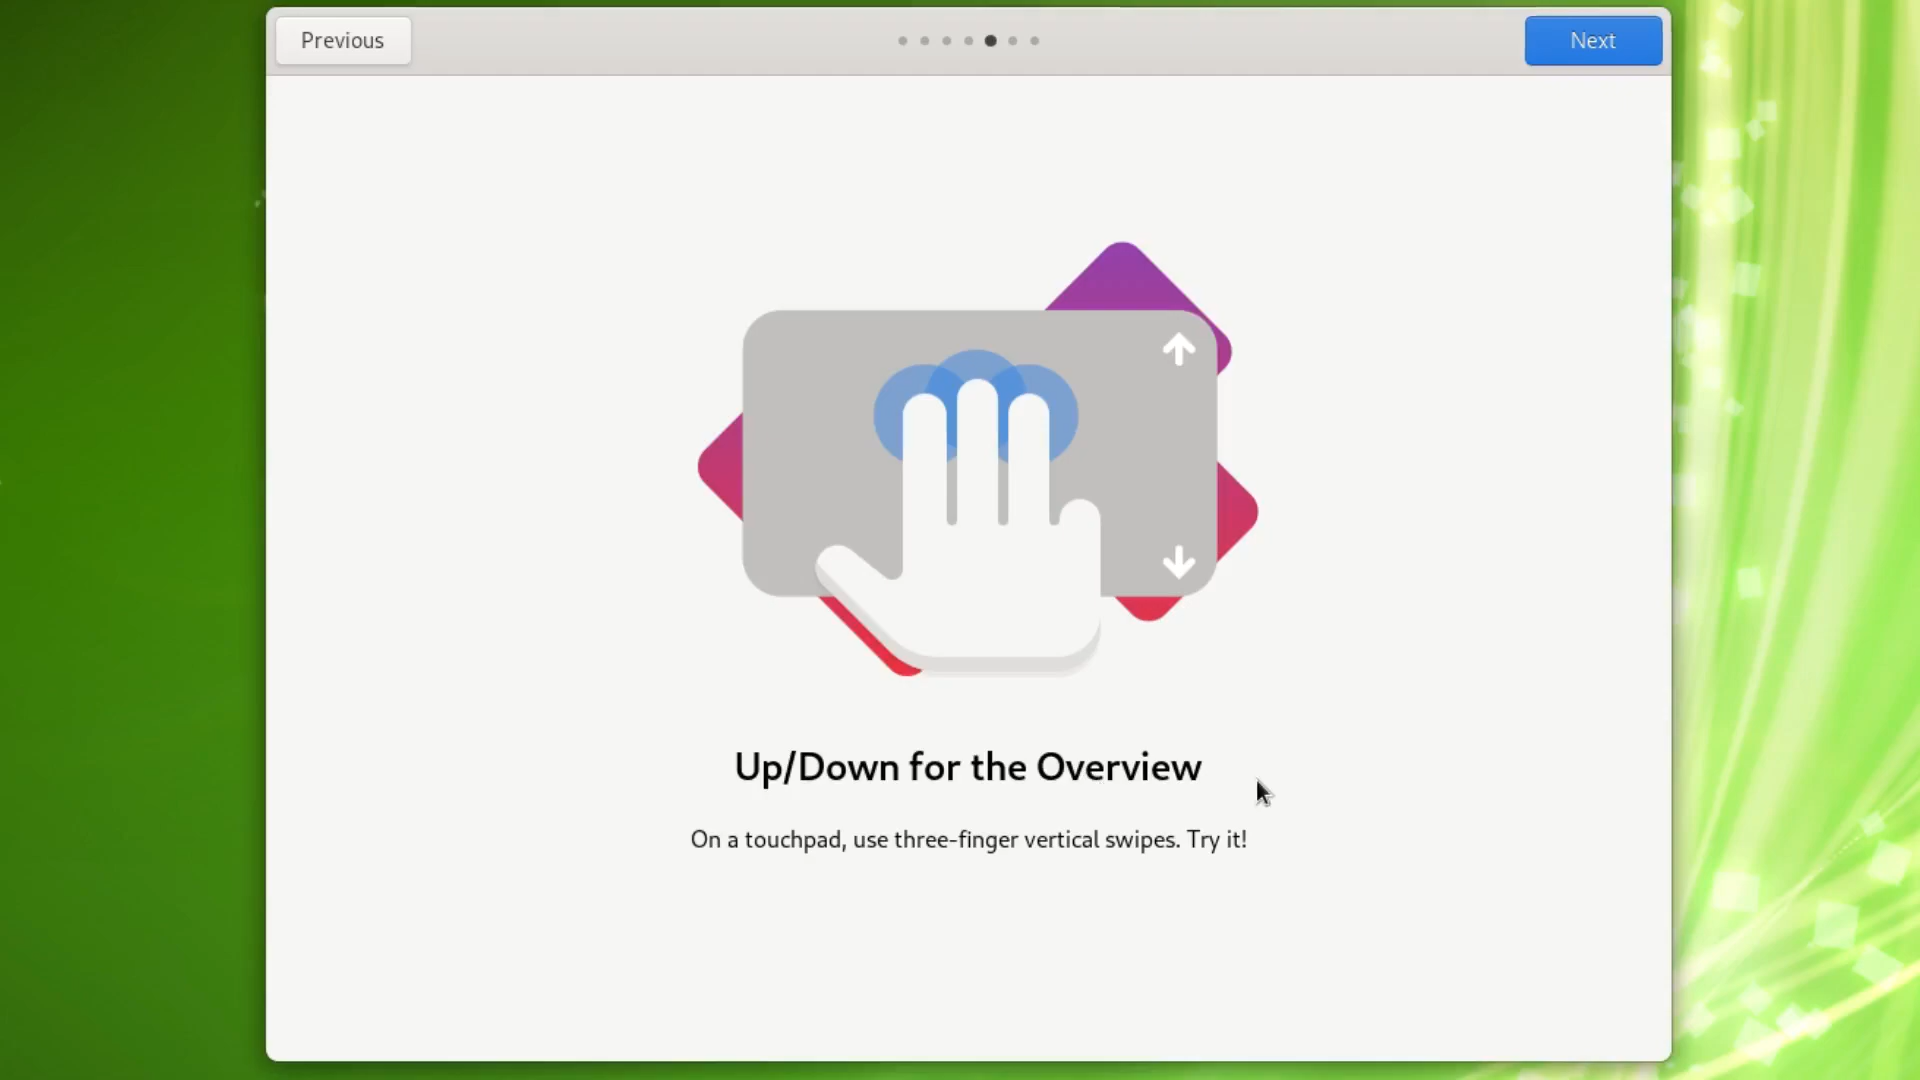 Previous
Next
Up/Down for the Overview
On a touchpad, use three-finger vertical swipes. Try it!